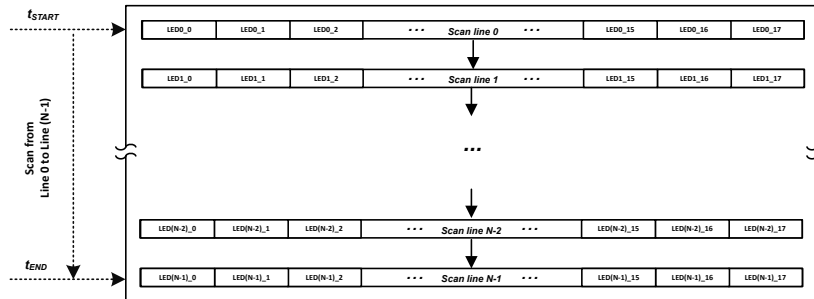 tSTART
LED0_0 LED0_1 LED0_2 ··· Scan line 0 ··· LED0_15 LED0_16 LED0_17
LED1_0 LED1_1 LED1_2 ··· Scan line 1 ··· LED1_15 LED1_16 LED1_17
Scan from
Line 0 to Line (N-1)
...
LED(N-2)_0 LED(N-2)_1 LED(N-2)_2 ··· Scan line N-2 ··· LED(N-2)_15 LED(N-2)_16 LED(N-2)_17
tEND
LED(N-1)_0 LED(N-1)_1 LED(N-1)_2 ··· Scan line N-1 ··· LED(N-1)_15 LED(N-1)_16 LED(N-1)_17